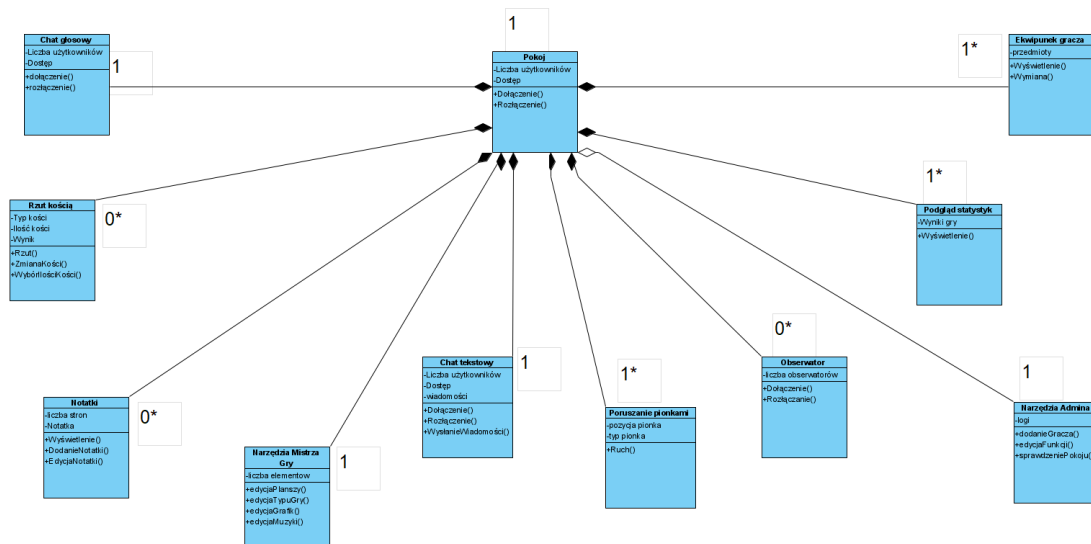 Chat głosowy
-Liczba użytkowników
-Dostęp
+dołączenie()
+rozłączenie()
1
1
Pokoj
-Liczba użytkowników
-Dostęp
+Dołączenie()
+Rozłączenie()
1*
Ekwipunek gracza
-przedmioty
+Wyświetlenie()
+Wymiana()
Rzut kością
-Typ kości
-Ilość kości
-Wynik
+Rzut()
+ZmianaKości()
+WybórIlościKości()
0*
1*
Podgląd statystyk
-Wyniki gry
+Wyświetlenie()
Notatki
-liczba stron
-Notatka
+Wyświetlenie()
+DodanieNotatki()
+EdycjaNotatki()
0*
Narzędzia Mistrza
Gry
-liczba elementow
+edycjaPlanszy()
+edycjaTypuGry()
+edycjaGrafik()
+edycjaMuzyki()
1
Chat tekstowy
-Liczba użytkowników
-Dostęp
-wiadomości
+Dołączenie()
+Rozłączenie()
+WysłanieWiadomości()
1
1*
Poruszanie pionkami
-pozycja pionka
-typ pionka
+Ruch()
0*
Obserwator
-liczba obserwatorów
+Dołączenie()
+Rozłączanie()
1
Narzędzia Admina
-logi
+dodanieGracza()
+edycjaFunkcji()
+sprawdzeniePokoju()